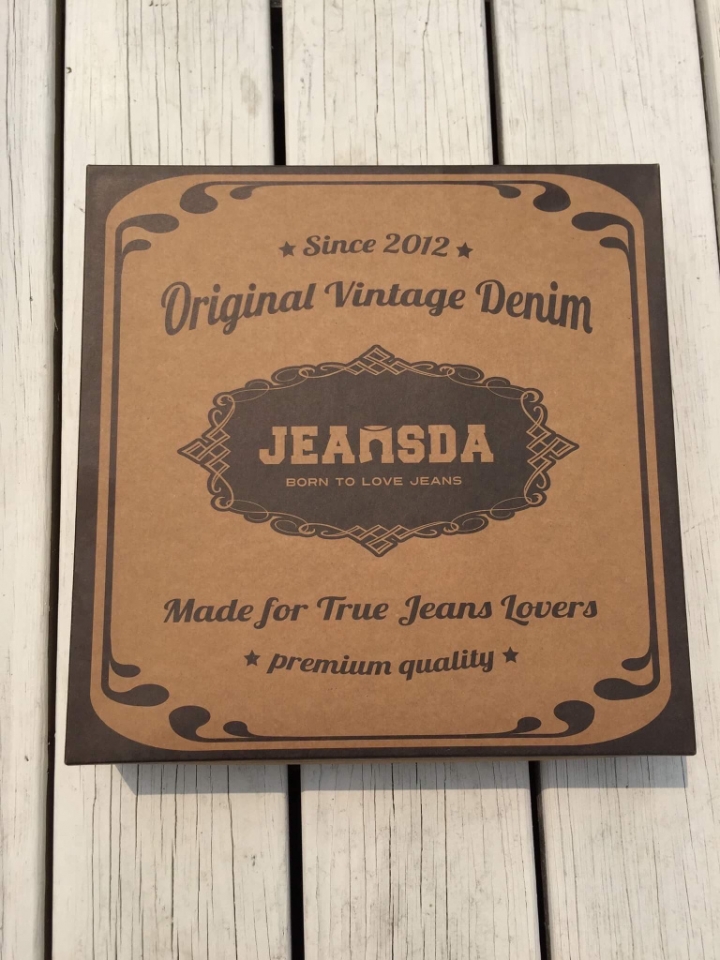 Since 2012
Original Vintage Denim
JEANSDA
BORN TO LOVE JEANS
Made for True Jeans Lovers
premium quality